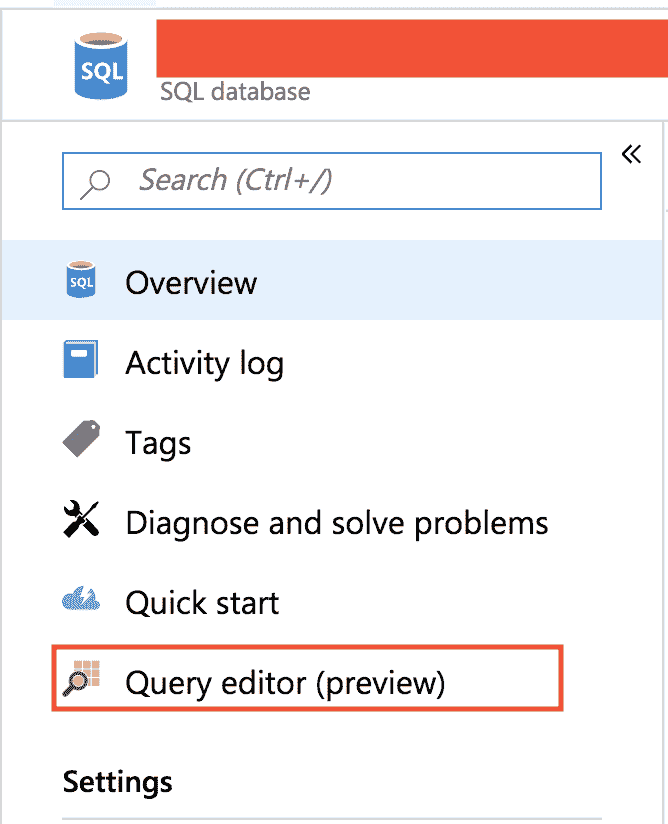 SQL
SQL database
Search (Ctrl+/)
SQL
Overview
Activity log
Tags
Diagnose and solve problems
Quick start
Query editor (preview)
Settings